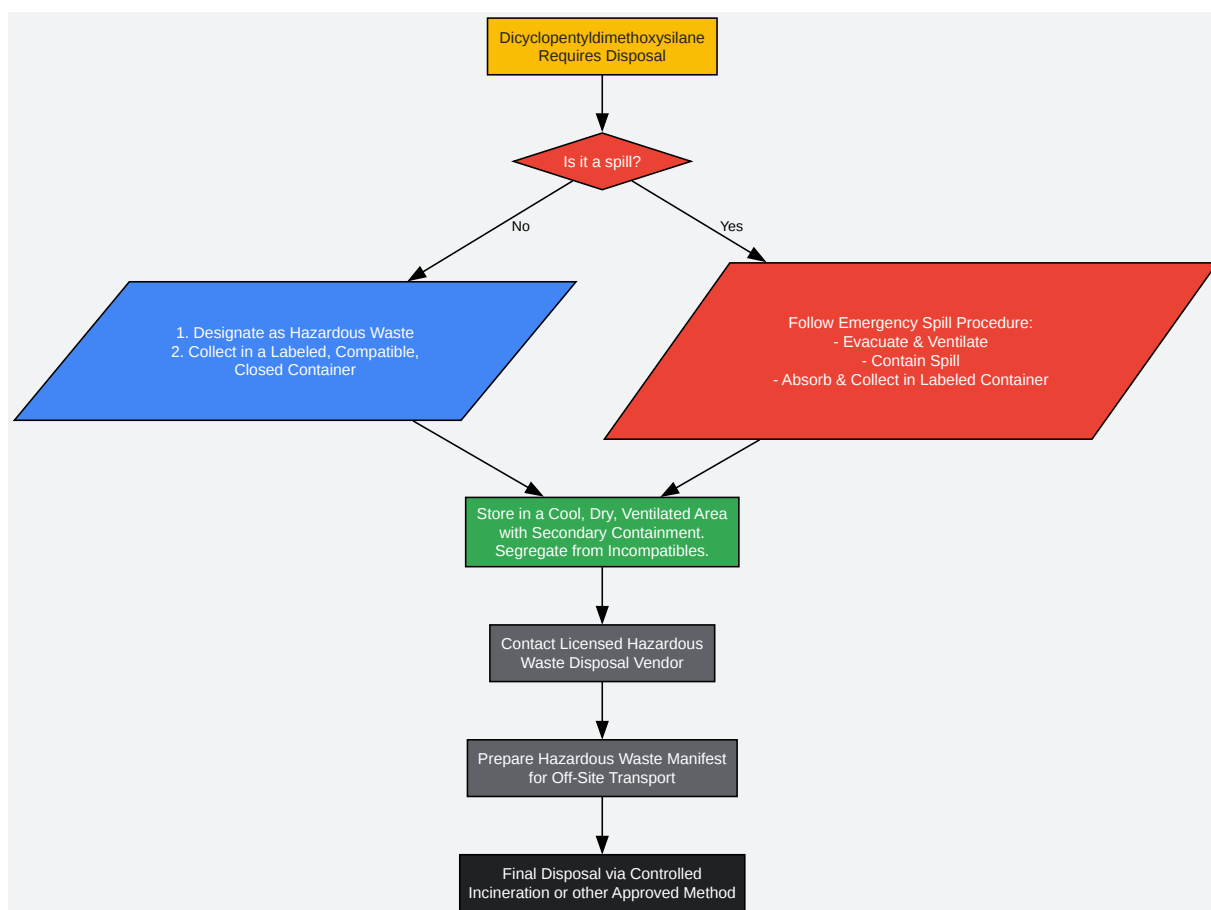 Dicyclopentyldimethoxysilane
Requires Disposal
Is it a spill?
No
Yes
1. Designate as Hazardous Waste
2. Collect in a Labeled, Compatible,
Closed Container
Follow Emergency Spill Procedure:
- Evacuate & Ventilate
- Contain Spill
- Absorb & Collect in Labeled Container
Store in a Cool, Dry, Ventilated Area
with Secondary Containment.
Segregate from Incompatibles.
Contact Licensed Hazardous
Waste Disposal Vendor
Prepare Hazardous Waste Manifest
for Off-Site Transport
Final Disposal via Controlled
Incineration or other Approved Method